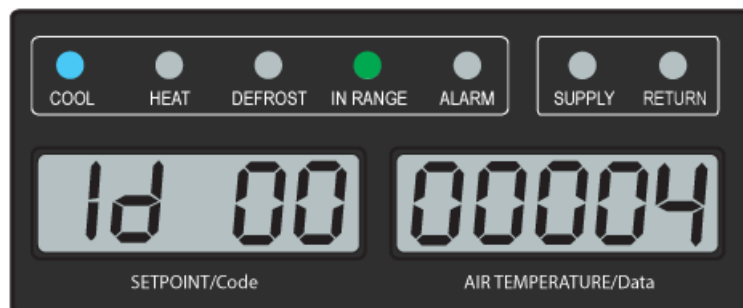 COOL HEAT DEFROST IN RANGE ALARM SUPPLY RETURN
Id 00 00004
SETPOINT/Code AIR TEMPERATURE/Data